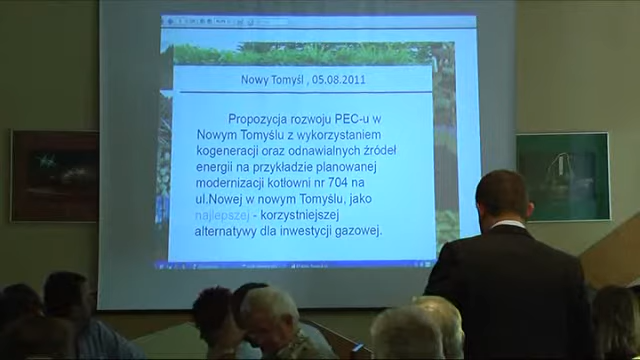 Nowy Tomyśl , 05.08.2011
Propozycja rozwoju PEC-u w
Nowym Tomyślu z wykorzystaniem
kogeneracji oraz odnawialnych źródeł
energii na przykładzie planowanej
modernizacji kotłowni nr 704 na
ul.Nowej w nowym Tomyślu, jako
najlepszej - korzystniejszej
alternatywy dla inwestycji gazowej.